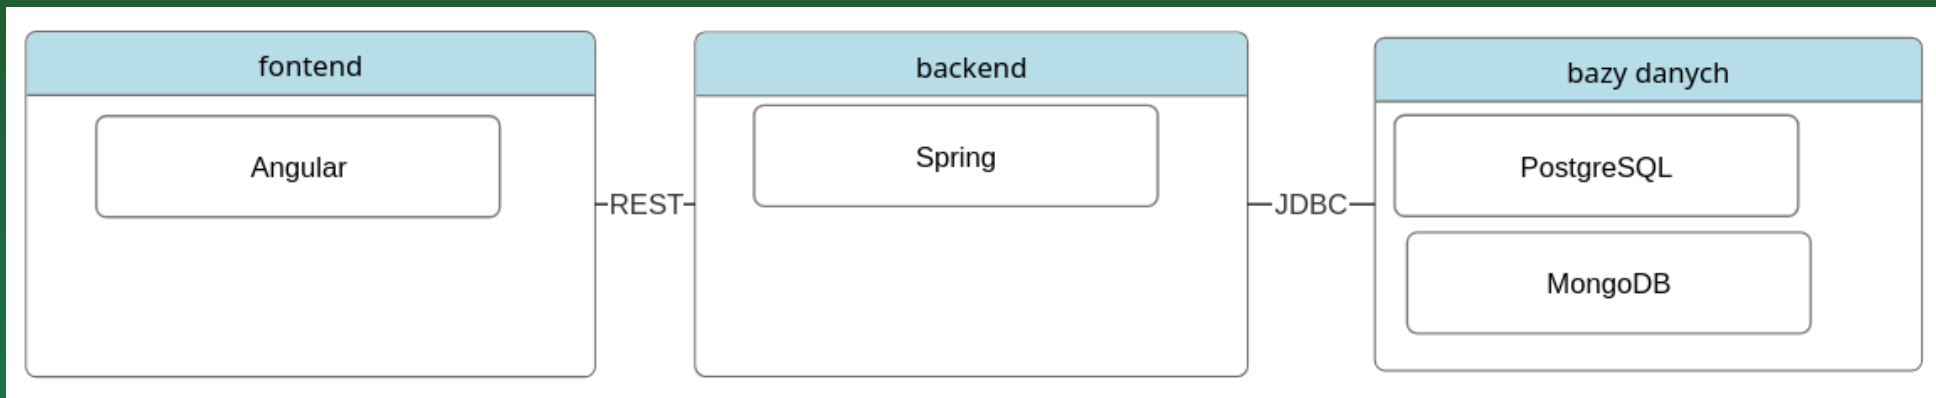 fontend
Angular
REST
backend
Spring
JDBC
bazy danych
PostgreSQL
MongoDB